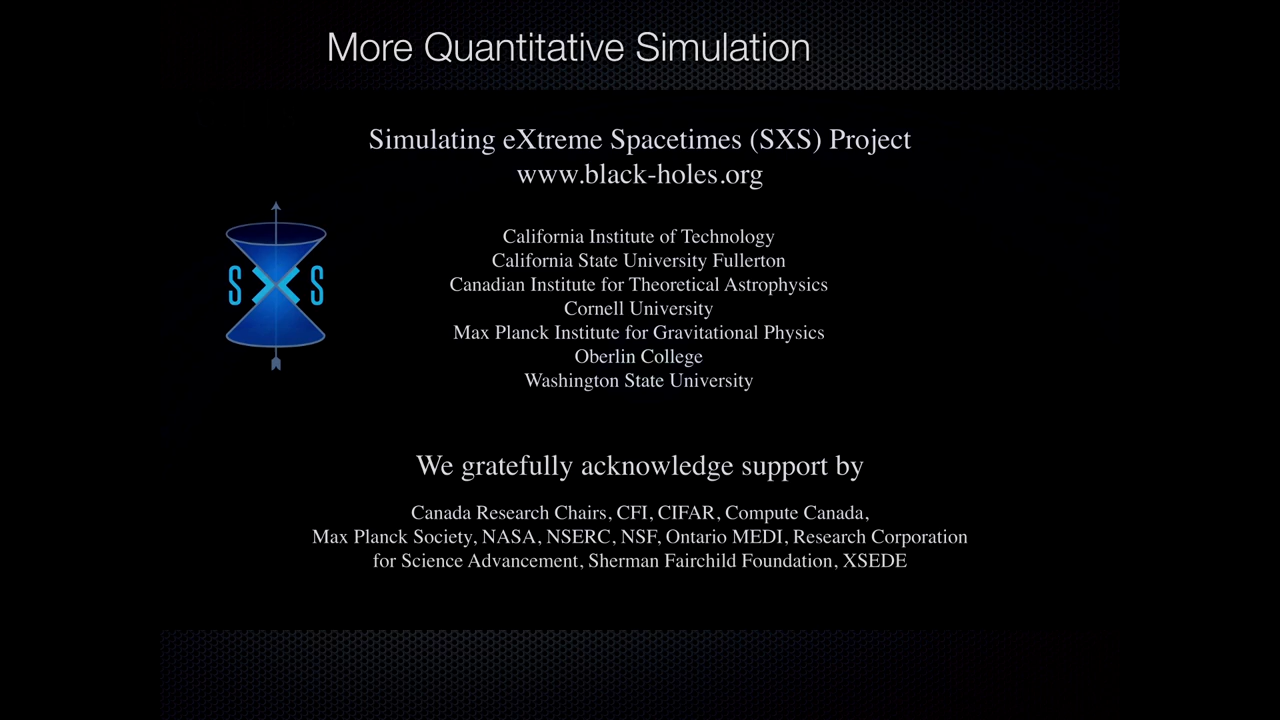 More Quantitative Simulation
Simulating eXtreme Spacetimes (SXS) Project
www.black-holes.org
California Institute of Technology
California State University Fullerton
Canadian Institute for Theoretical Astrophysics
Cornell University
Max Planck Institute for Gravitational Physics
Oberlin College
Washington State University
SXS
We gratefully acknowledge support by
Canada Research Chairs, CFI, CIFAR, Compute Canada,
Max Planck Society, NASA, NSERC, NSF, Ontario MEDI, Research Corporation
for Science Advancement, Sherman Fairchild Foundation, XSEDE